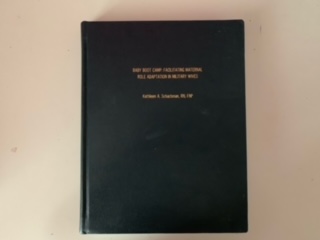 BABY BOOT CAMP: FACILITATING MATERNAL
ROLE ADAPTATION IN MILITARY WIVES
Kathleen A. Schachman, RN, FNP